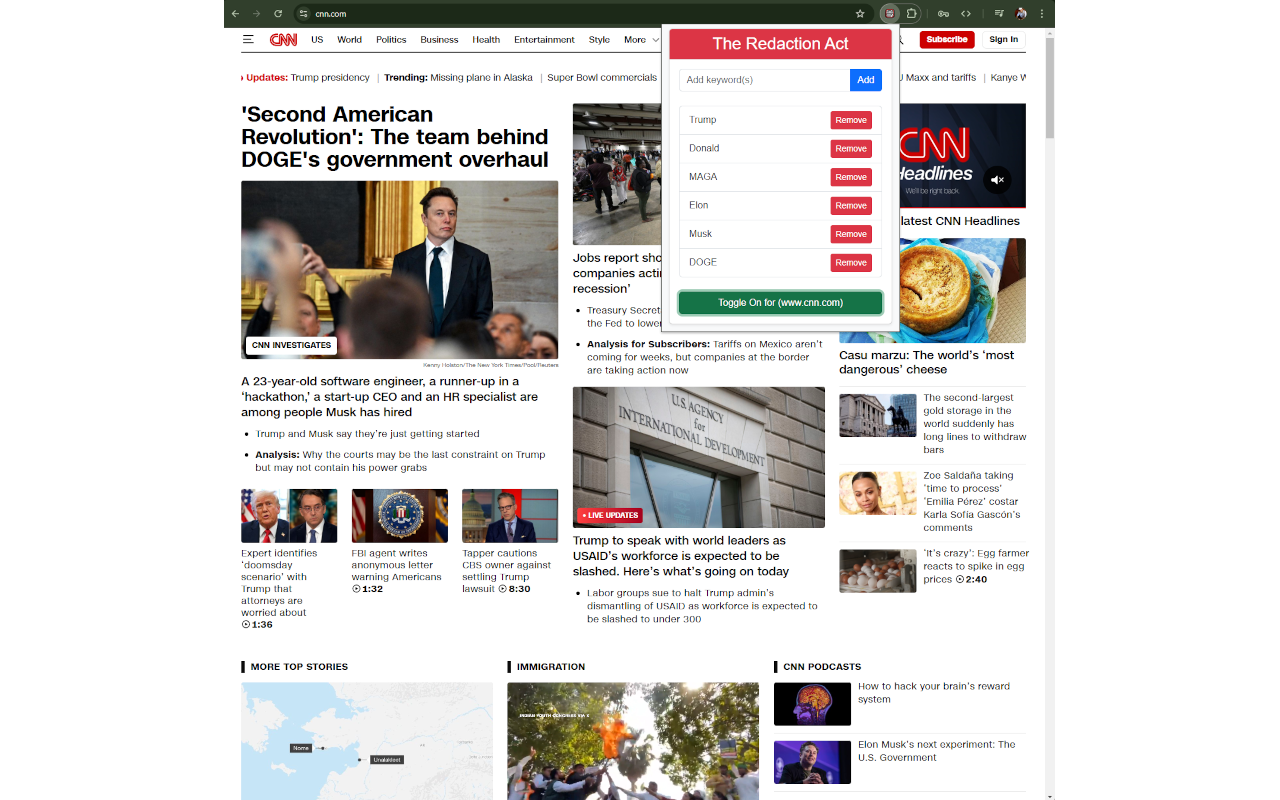 cnn.com
CNN
US
World
Politics
Business
Health
Entertainment
Style
More
Subscribe
Sign In
Updates: Trump presidency
Trending: Missing plane in Alaska
Super Bowl commercials
J Maxx and tariffs
Kanye W
The Redaction Act
Add keyword(s)
Add
Trump
Remove
Donald
Remove
MAGA
Remove
Elon
Remove
Musk
Remove
DOGE
Remove
Toggle On for (www.cnn.com)
'Second American
Revolution': The team behind
DOGE's government overhaul
CNN INVESTIGATES
Kenny Holston/The New York Times/Pool/Reuters
A 23-year-old software engineer, a runner-up in a
‘hackathon,’ a start-up CEO and an HR specialist are
among people Musk has hired
Trump and Musk say they’re just getting started
Analysis: Why the courts may be the last constraint on Trump
but may not contain his power grabs
Expert identifies
‘doomsday
scenario’ with
Trump that
attorneys are
worried about
1:36
FBI agent writes
anonymous letter
warning Americans
1:32
Tapper cautions
CBS owner against
settling Trump
lawsuit 8:30
Jobs report sho
companies acti
recession’
Treasury Secret
the Fed to lower
Analysis for Subscribers: Tariffs on Mexico aren’t
coming for weeks, but companies at the border
are taking action now
U.S. AGENCY
for
INTERNATIONAL DEVELOPMENT
LIVE UPDATES
Trump to speak with world leaders as
USAID’s workforce is expected to be
slashed. Here’s what’s going on today
Labor groups sue to halt Trump admin’s
dismantling of USAID as workforce is expected to
be slashed to under 300
CNN
Headlines
We'll be right back.
latest CNN Headlines
Casu marzu: The world’s ‘most
dangerous’ cheese
The second-largest
gold storage in the
world suddenly has
long lines to withdraw
bars
Zoe Saldaña taking
‘time to process’
‘Emilia Pérez’ costar
Karla Sofía Gascón’s
comments
‘It’s crazy’: Egg farmer
reacts to spike in egg
prices 2:40
MORE TOP STORIES
Nome
Unalakleet
IMMIGRATION
INDIAN YOUTH CONGRESS VIA X
CNN PODCASTS
How to hack your brain’s reward
system
Elon Musk’s next experiment: The
U.S. Government